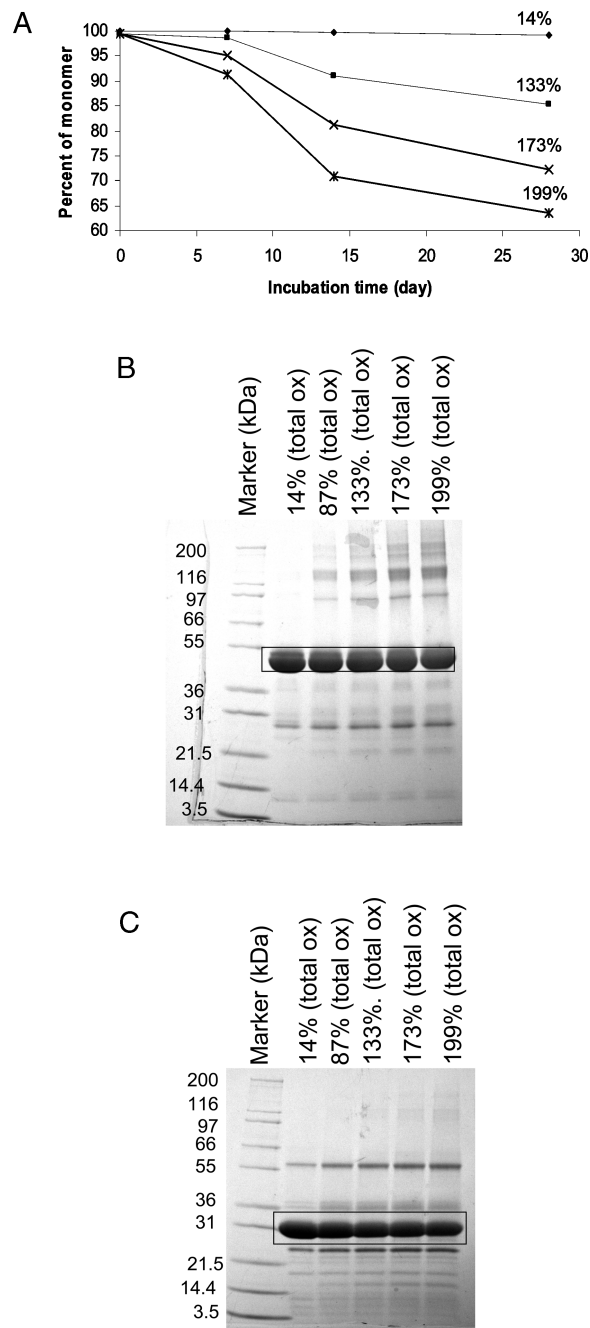 A
Percent of monomer
100
95
90
85
80
75
70
65
60
14%
133%
173%
199%
0
5
10
15
20
25
30
Incubation time (day)
B
Marker (kDa)
14% (total ox)
87% (total ox)
133%. (total ox)
173% (total ox)
199% (total ox)
200
116
97
66
55
36
31
21.5
14.4
3.5
C
Marker (kDa)
14% (total ox)
87% (total ox)
133%. (total ox)
173% (total ox)
199% (total ox)
200
116
97
66
55
36
31
21.5
14.4
3.5